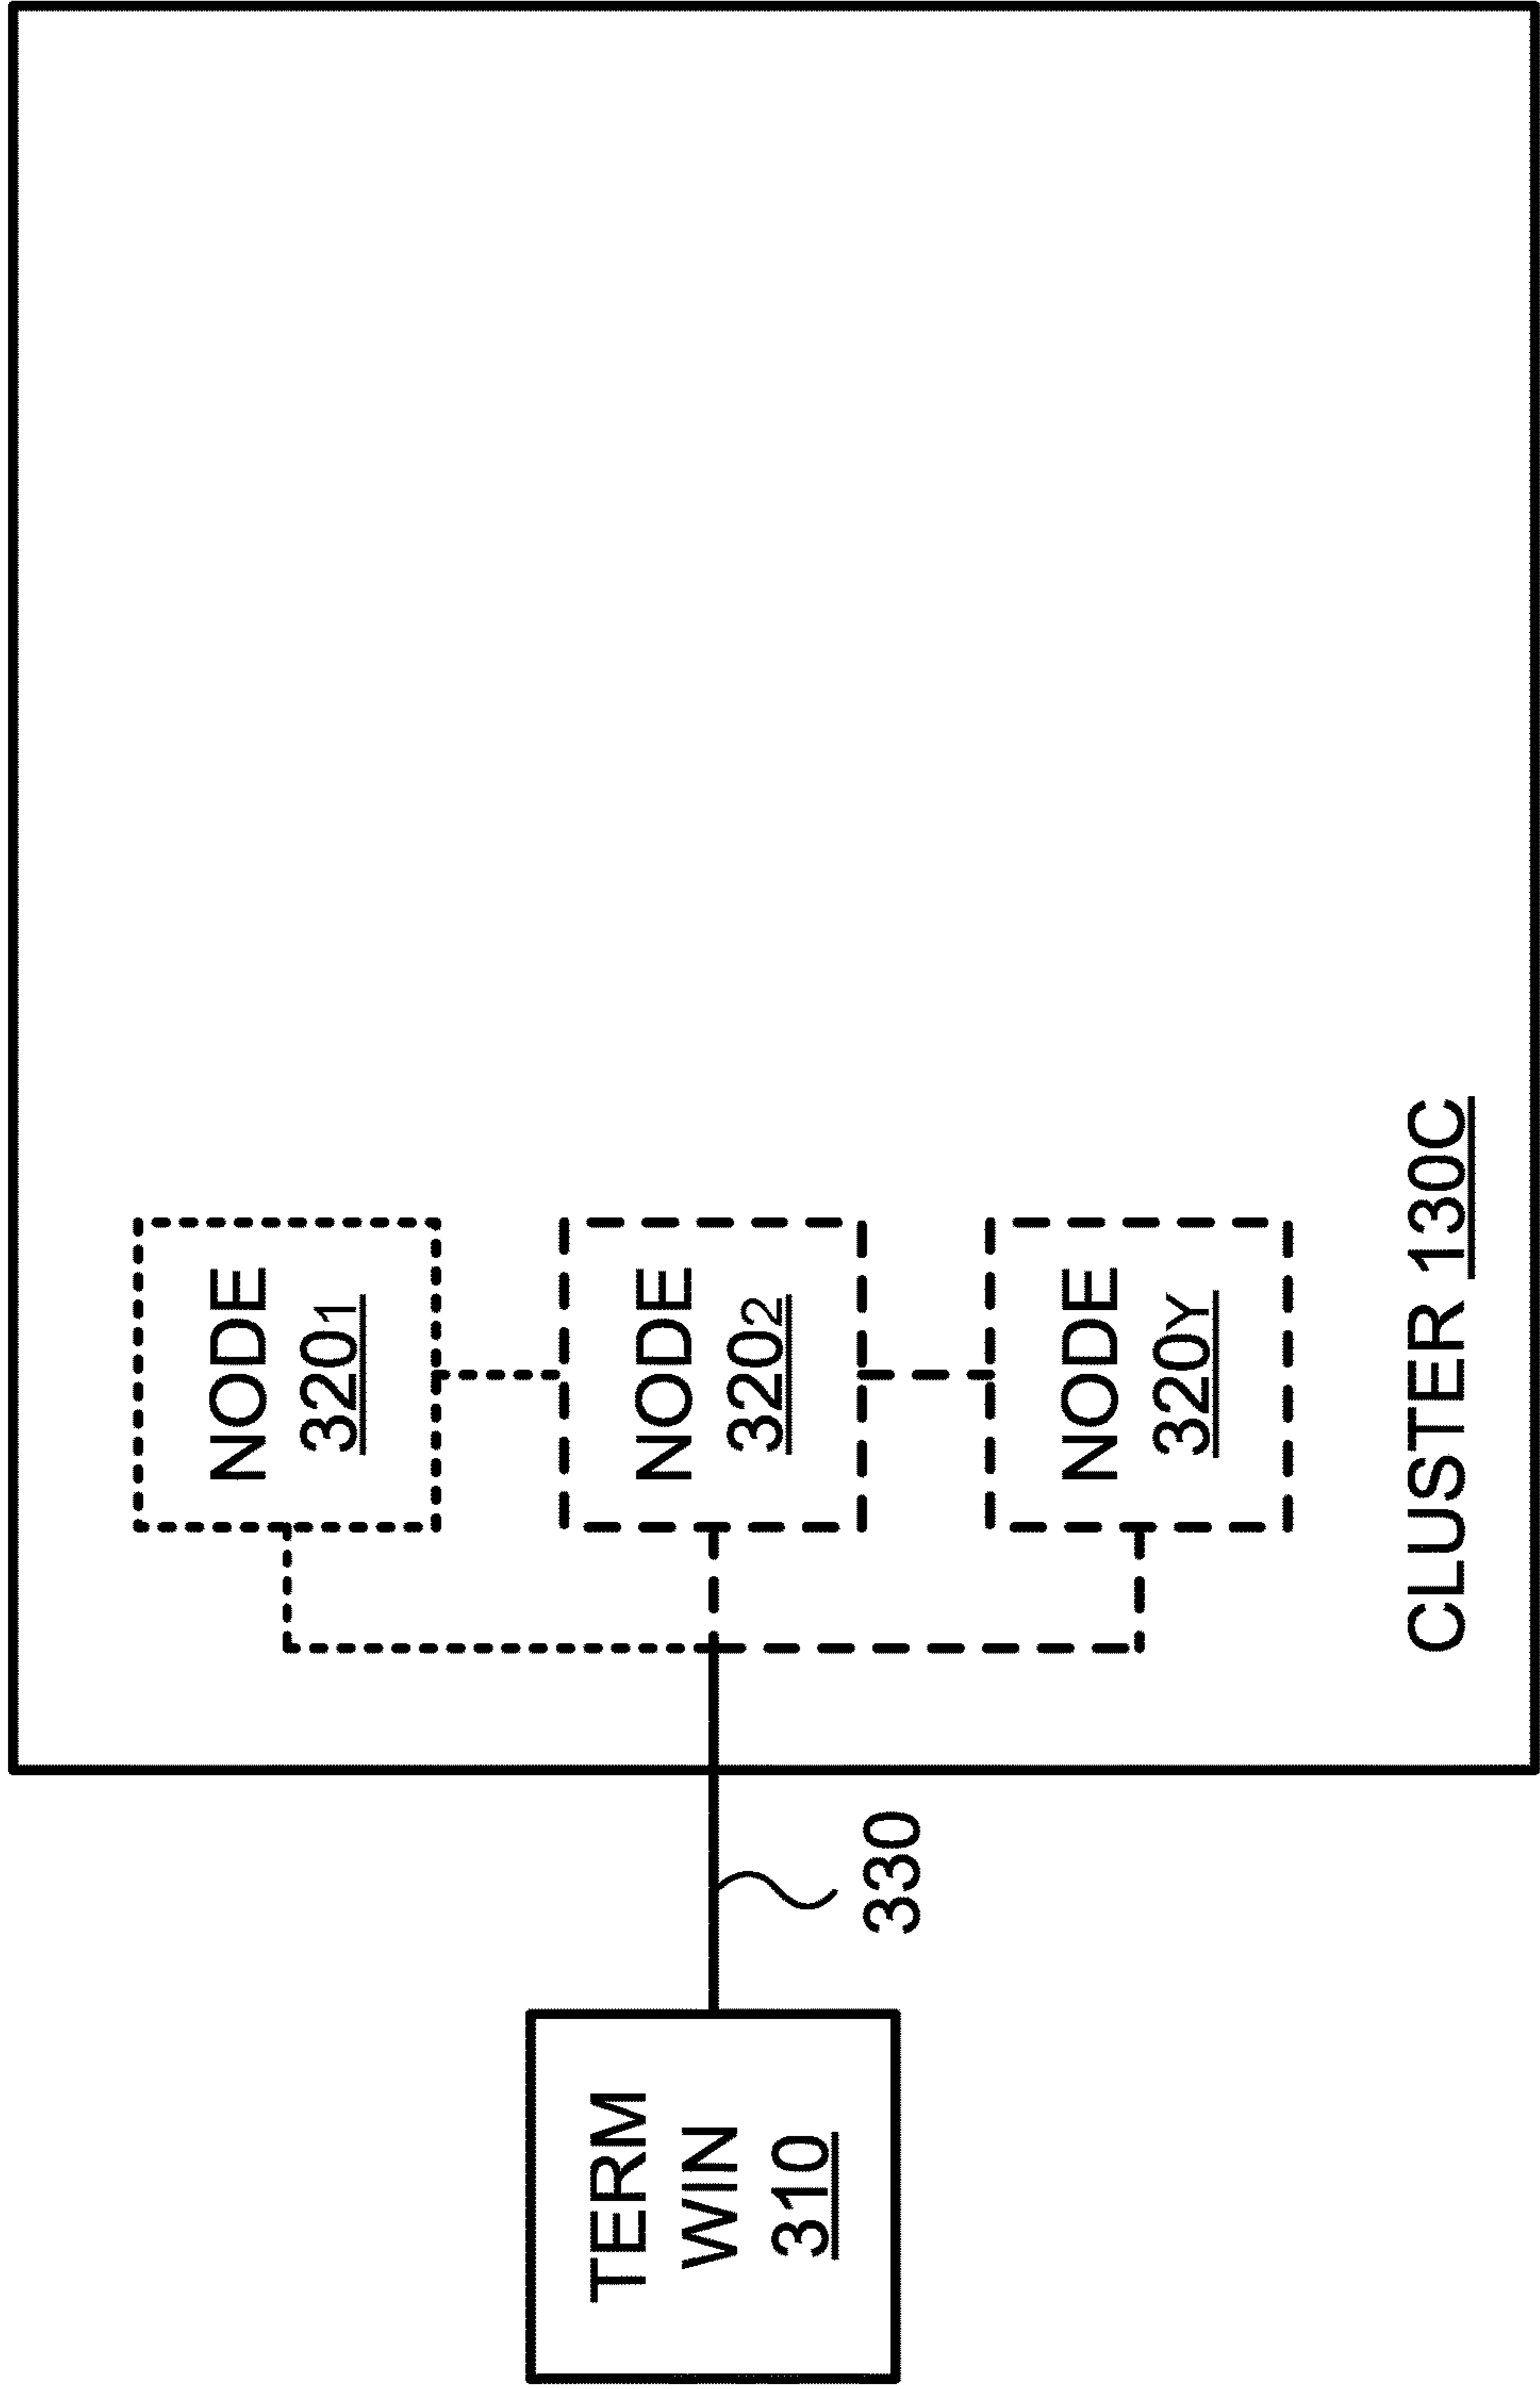 TERM
WIN
310
330
NODE
320₁
NODE
320₂
NODE
320Y
CLUSTER 130C